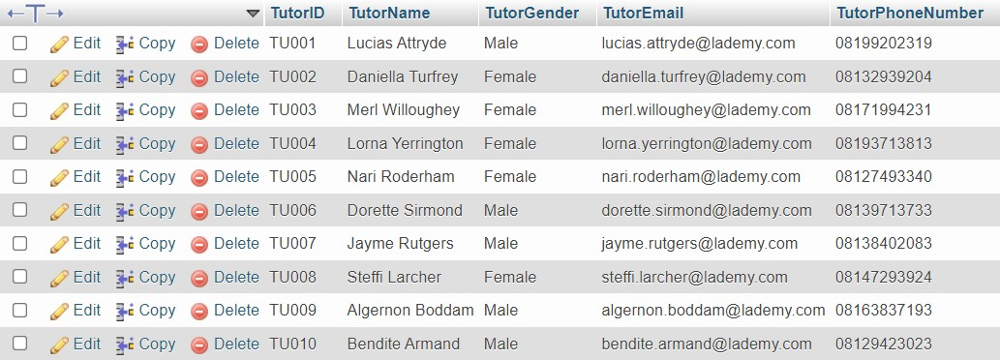 TutorID TutorName TutorGender TutorEmail TutorPhoneNumber
Edit Copy Delete TU001 Lucias Attryde Male lucias.attryde@lademy.com 08199202319
Edit Copy Delete TU002 Daniella Turfrey Female daniella.turfrey@lademy.com 08132939204
Edit Copy Delete TU003 Merl Willoughey Female merl.willoughey@lademy.com 08171994231
Edit Copy Delete TU004 Lorna Yerrington Female lorna.yerrington@lademy.com 08193713813
Edit Copy Delete TU005 Nari Roderham Female nari.roderham@lademy.com 08127493340
Edit Copy Delete TU006 Dorette Sirmond Male dorette.sirmond@lademy.com 08139713733
Edit Copy Delete TU007 Jayme Rutgers Male jayme.rutgers@lademy.com 08138402083
Edit Copy Delete TU008 Steffi Larcher Female steffi.larcher@lademy.com 08147293924
Edit Copy Delete TU009 Algernon Boddam Male algernon.boddam@lademy.com 08163837193
Edit Copy Delete TU010 Bendite Armand Male bendite.armand@lademy.com 08129423023